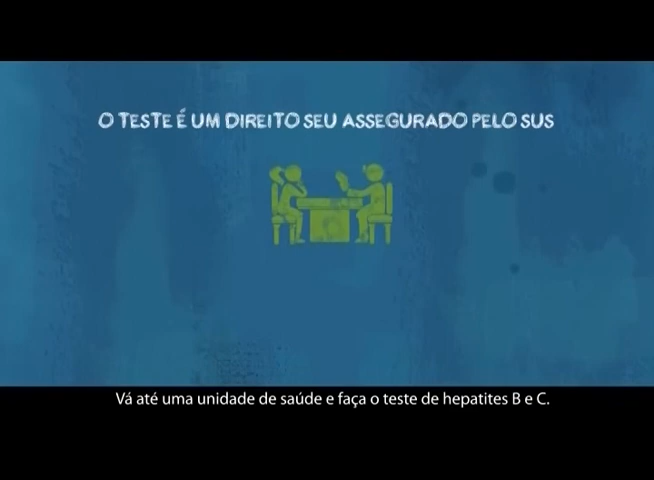 O TESTE É UM DIREITO SEU ASSEGURADO PELO SUS
Vá até uma unidade de saúde e faça o teste de hepatites B e C.